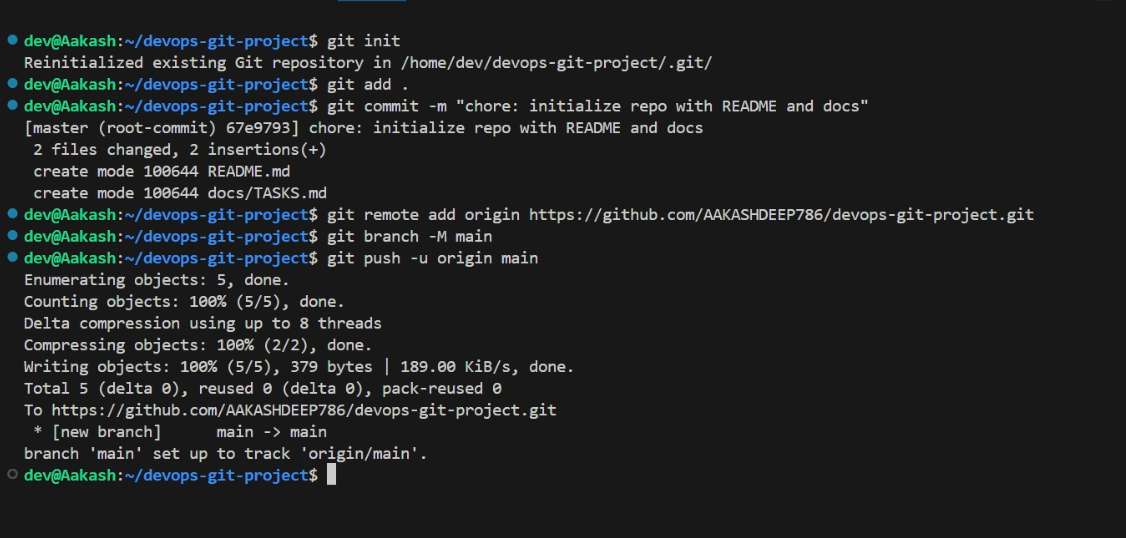 dev@Aakash:~/devops-git-project$ git init
Reinitialized existing Git repository in /home/dev/devops-git-project/.git/
dev@Aakash:~/devops-git-project$ git add .
dev@Aakash:~/devops-git-project$ git commit -m "chore: initialize repo with README and docs"
[master (root-commit) 67e9793] chore: initialize repo with README and docs
 2 files changed, 2 insertions(+)
 create mode 100644 README.md
 create mode 100644 docs/TASKS.md
dev@Aakash:~/devops-git-project$ git remote add origin https://github.com/AAKASHDEEP786/devops-git-project.git
dev@Aakash:~/devops-git-project$ git branch -M main
dev@Aakash:~/devops-git-project$ git push -u origin main
Enumerating objects: 5, done.
Counting objects: 100% (5/5), done.
Delta compression using up to 8 threads
Compressing objects: 100% (2/2), done.
Writing objects: 100% (5/5), 379 bytes | 189.00 KiB/s, done.
Total 5 (delta 0), reused 0 (delta 0), pack-reused 0
To https://github.com/AAKASHDEEP786/devops-git-project.git
 * [new branch]      main -> main
branch 'main' set up to track 'origin/main'.
dev@Aakash:~/devops-git-project$